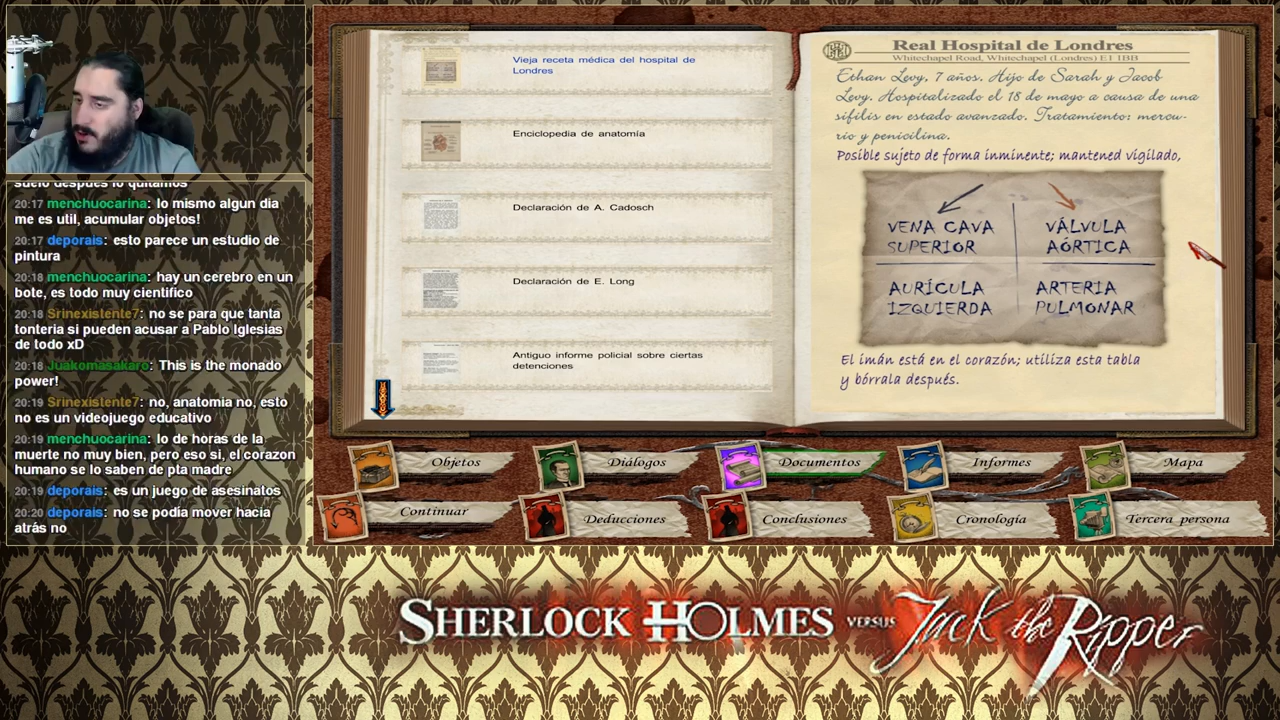 suelo despues lo quitamos
20:17 menchuocarina: lo mismo algun dia
me es util, acumular objetos!
20:17 deporais: esto parece un estudio de
pintura
20:18 menchuocarina: hay un cerebro en un
bote, es todo muy cientifico
20:18 Srinexistente7: no se para que tanta
tonteria si pueden acusar a Pablo Iglesias
de todo xD
20:18 Juakomasakaro: This is the monado
power!
20:19 Srinexistente7: no, anatomia no, esto
no es un videojuego educativo
20:19 menchuocarina: lo de horas de la
muerte no muy bien, pero eso si, el corazon
humano se lo saben de pta madre
20:19 deporais: es un juego de asesinatos
20:20 deporais: no se podía mover hacia
atrás no
Vieja receta médica del hospital de
Londres
Enciclopedia de anatomía
Declaración de A. Cadosch
Declaración de E. Long
Antiguo informe policial sobre ciertas
detenciones
Real Hospital de Londres
Whitechapel Road, Whitechapel (Londres) E1 1BB
Ethan Levy, 7 años. Hijo de Sarah y Jacob
Levy. Hospitalizado el 18 de mayo a causa de una
sífilis en estado avanzado. Tratamiento: mercu-
rio y penicilina.
Posible sujeto de forma inminente; mantened vigilado,
VENA CAVA
SUPERIOR
VÁLVULA
AÓRTICA
AURÍCULA
IZQUIERDA
ARTERIA
PULMONAR
El imán está en el corazón; utiliza esta tabla
y bórrala después.
Objetos
Diálogos
Documentos
Informes
Mapa
Continuar
Deducciones
Conclusiones
Cronología
Tercera persona
SHERLOCK HOLMES VERSUS Jack the Ripper